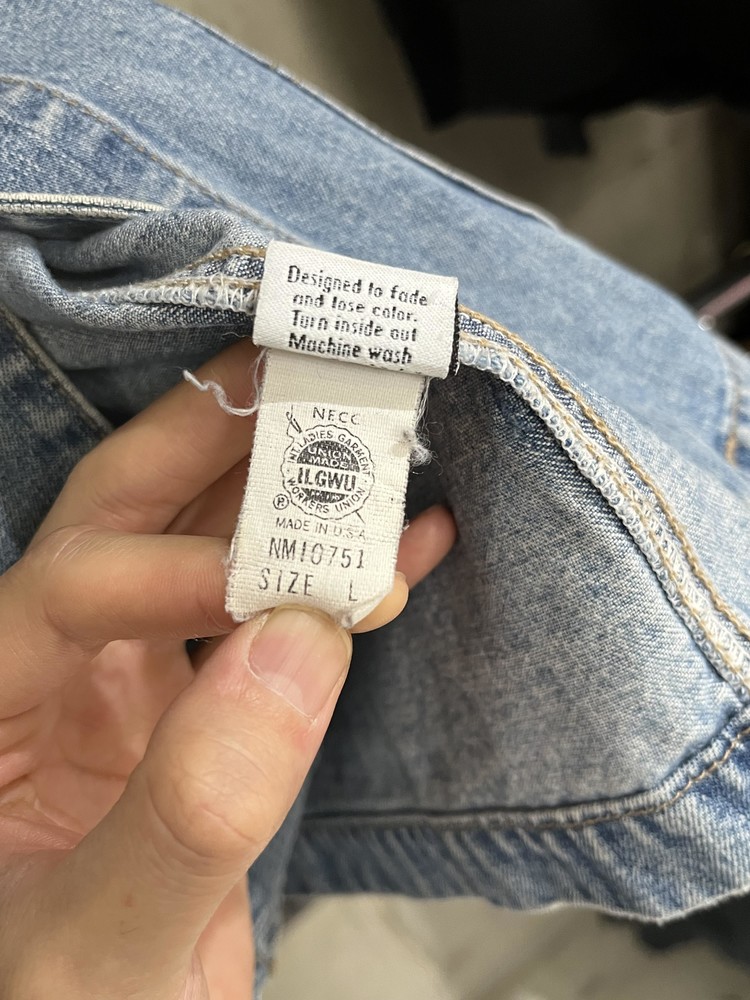 Designed to fade
and lose color.
Turn inside out
Machine wash
NECC
INT LADIES GARMENT
UNION
MADE
ILGWU
WORKERS UNION
®
MADE IN U.S.A
NM10751
SIZE L